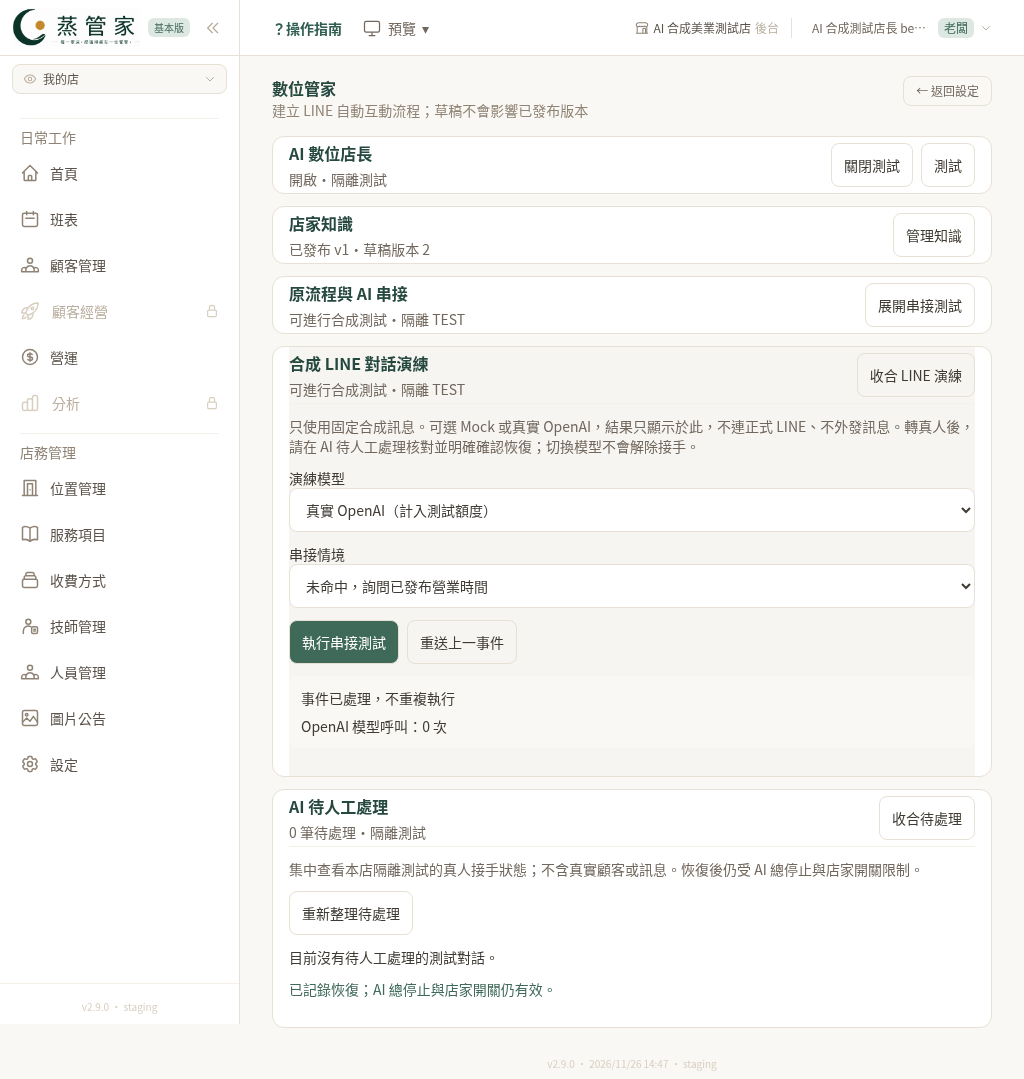 蒸管家
基本版
我的店
日常工作
首頁
班表
顧客管理
顧客經營
營運
分析
店務管理
位置管理
服務項目
收費方式
技師管理
人員管理
圖片公告
設定
v2.9.0 · staging
? 操作指南
預覽 ▾
AI 合成美業測試店 後台
AI 合成測試店長 be···
老闆
數位管家
建立 LINE 自動互動流程；草稿不會影響已發布版本
← 返回設定
AI 數位店長
開啟・隔離測試
關閉測試
測試
店家知識
已發布 v1・草稿版本 2
管理知識
原流程與 AI 串接
可進行合成測試・隔離 TEST
展開串接測試
合成 LINE 對話演練
可進行合成測試・隔離 TEST
收合 LINE 演練
只使用固定合成訊息。可選 Mock 或真實 OpenAI，結果只顯示於此，不連正式 LINE、不外發訊息。轉真人後，
請在 AI 待人工處理核對並明確確認恢復；切換模型不會解除接手。
演練模型
真實 OpenAI（計入測試額度）
串接情境
未命中，詢問已發布營業時間
執行串接測試
重送上一事件
事件已處理，不重複執行
OpenAI 模型呼叫：0 次
AI 待人工處理
0 筆待處理・隔離測試
收合待處理
集中查看本店隔離測試的真人接手狀態；不含真實顧客或訊息。恢復後仍受 AI 總停止與店家開關限制。
重新整理待處理
目前沒有待人工處理的測試對話。
已記錄恢復；AI 總停止與店家開關仍有效。
v2.9.0 · 2026/11/26 14:47 · staging